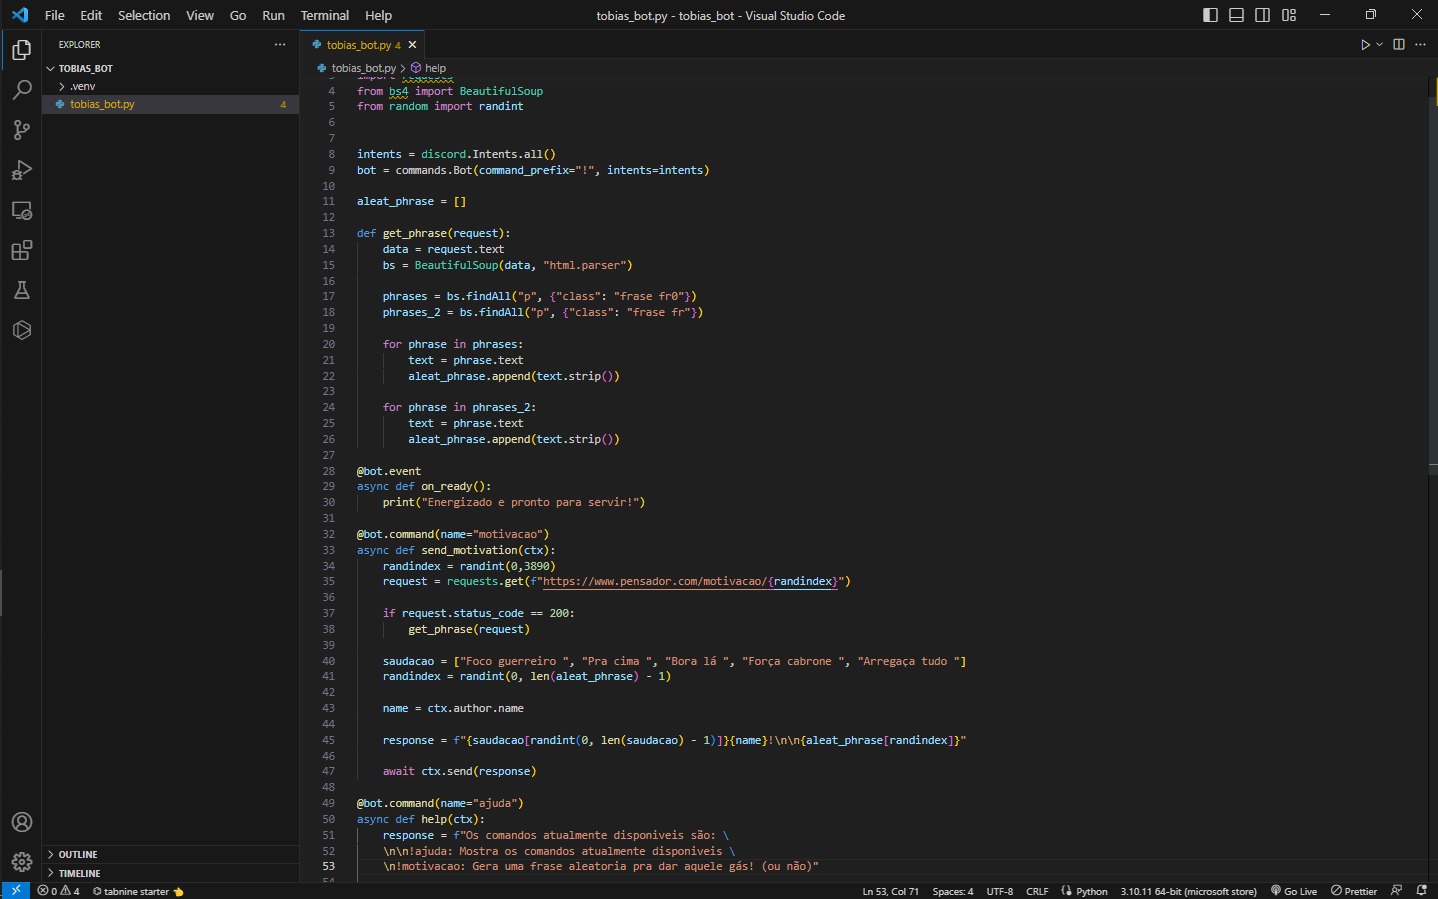 File Edit Selection View Go Run Terminal Help
tobias_bot.py - tobias_bot - Visual Studio Code
EXPLORER
TOBIAS_BOT
.venv
tobias_bot.py 4
tobias_bot.py 4
tobias_bot.py > help
3 import requests
4 from bs4 import BeautifulSoup
5 from random import randint
6
7
8 intents = discord.Intents.all()
9 bot = commands.Bot(command_prefix="!", intents=intents)
10
11 aleat_phrase = []
12
13 def get_phrase(request):
14 data = request.text
15 bs = BeautifulSoup(data, "html.parser")
16
17 phrases = bs.findAll("p", {"class": "frase fr0"})
18 phrases_2 = bs.findAll("p", {"class": "frase fr"})
19
20 for phrase in phrases:
21 text = phrase.text
22 aleat_phrase.append(text.strip())
23
24 for phrase in phrases_2:
25 text = phrase.text
26 aleat_phrase.append(text.strip())
27
28 @bot.event
29 async def on_ready():
30 print("Energizado e pronto para servir!")
31
32 @bot.command(name="motivacao")
33 async def send_motivation(ctx):
34 randindex = randint(0,3890)
35 request = requests.get(f"https://www.pensador.com/motivacao/{randindex}")
36
37 if request.status_code == 200:
38 get_phrase(request)
39
40 saudacao = ["Foco guerreiro ", "Pra cima ", "Bora lá ", "Força cabrone ", "Arregaça tudo "]
41 randindex = randint(0, len(aleat_phrase) - 1)
42
43 name = ctx.author.name
44
45 response = f"{saudacao[randint(0, len(saudacao) - 1)]}{name}!\n\n{aleat_phrase[randindex]}"
46
47 await ctx.send(response)
48
49 @bot.command(name="ajuda")
50 async def help(ctx):
51 response = f"Os comandos atualmente disponiveis são: \
52 \n\n!ajuda: Mostra os comandos atualmente disponiveis \
53 \n!motivacao: Gera uma frase aleatoria pra dar aquele gás! (ou não)"
54
OUTLINE
TIMELINE
0 4 tabnine starter Ln 53, Col 71 Spaces: 4 UTF-8 CRLF Python 3.10.11 64-bit (microsoft store) Go Live Prettier